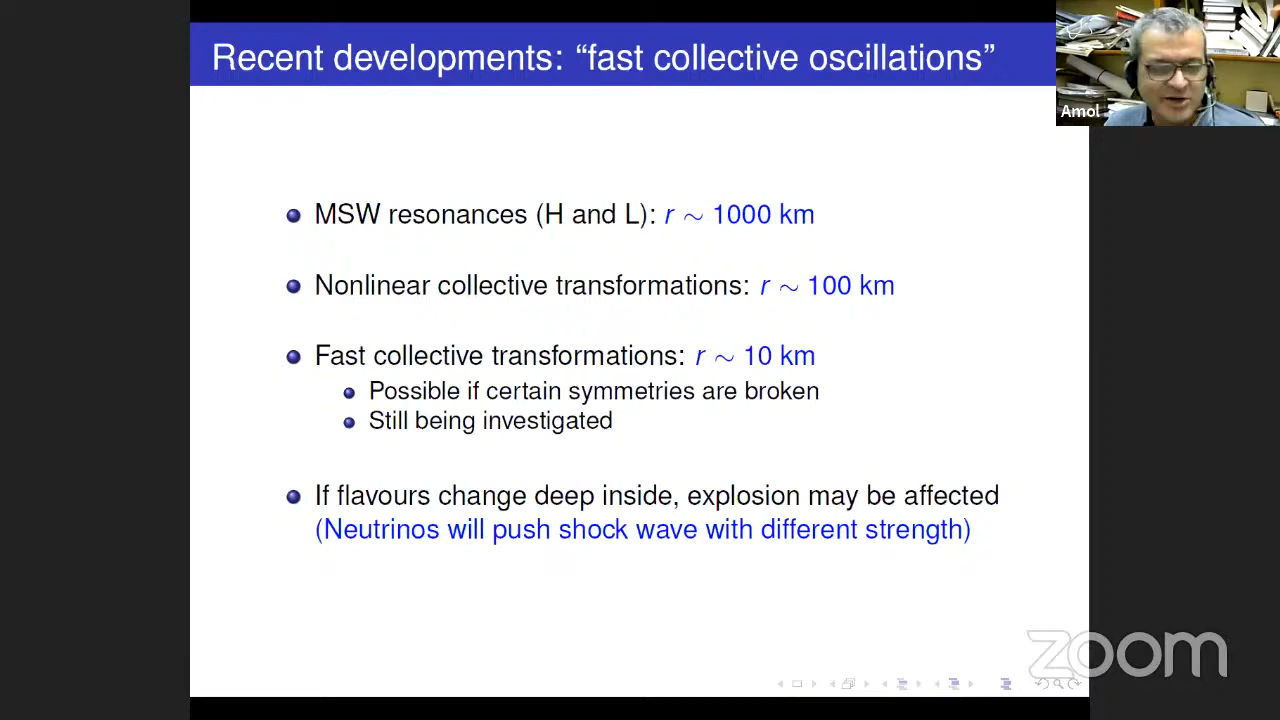 Recent developments: “fast collective oscillations”
Amol
MSW resonances (H and L): r ∼ 1000 km
Nonlinear collective transformations: r ∼ 100 km
Fast collective transformations: r ∼ 10 km
Possible if certain symmetries are broken
Still being investigated
If flavours change deep inside, explosion may be affected
(Neutrinos will push shock wave with different strength)
zoom